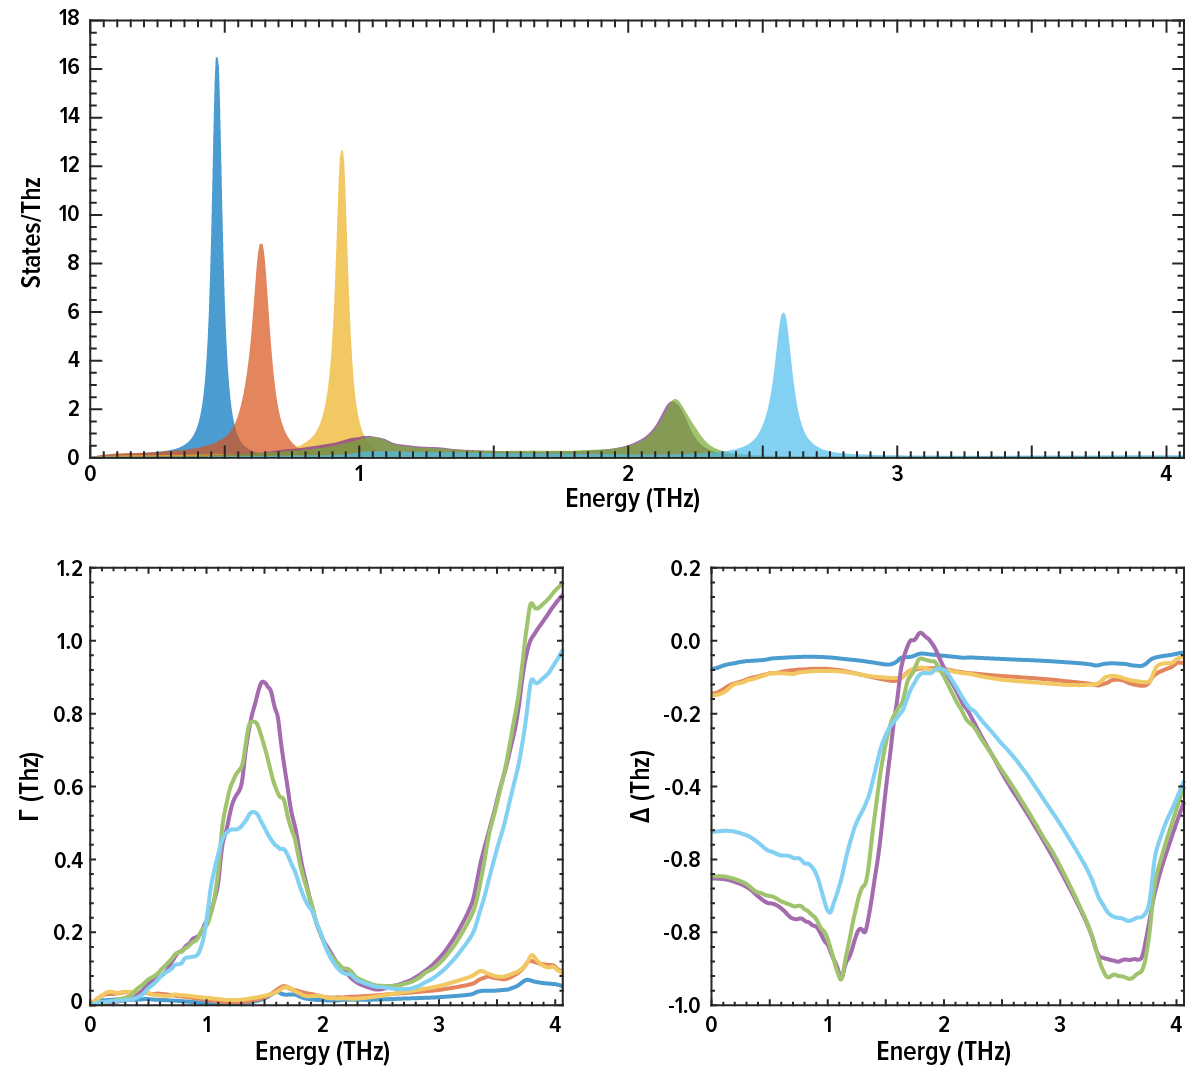 18
16
14
12
10
8
6
4
2
0
States/Thz
0 1 2 3 4
Energy (THz)
1.2
1.0
0.8
0.6
0.4
0.2
0
Γ (Thz)
0 1 2 3 4
Energy (THz)
0.2
0.0
-0.2
-0.4
-0.8
-0.8
-1.0
Δ (Thz)
0 1 2 3 4
Energy (THz)